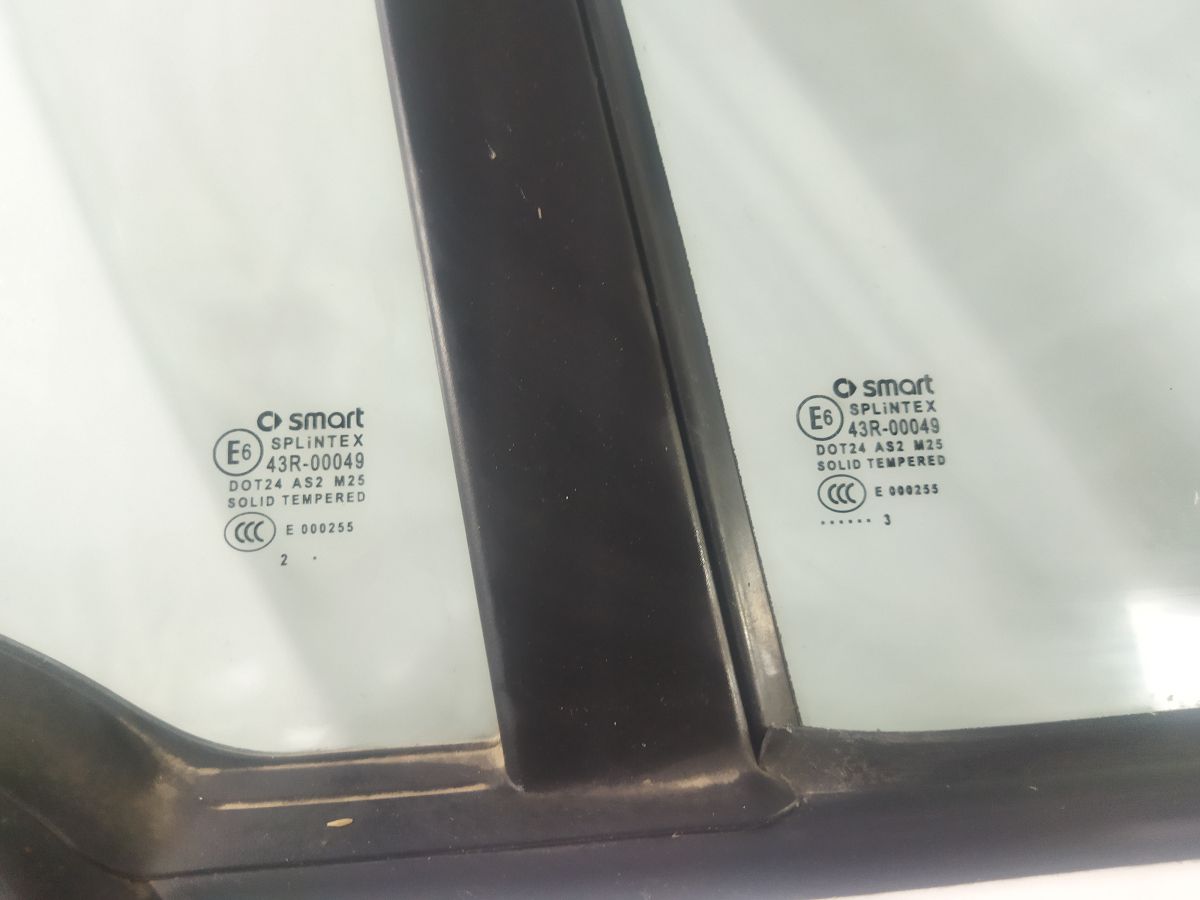 smart
SPLiNTEX
E6 43R-00049
DOT24 AS2 M25
SOLID TEMPERED
CCC E 000255
2 .
smart
SPLiNTEX
E6 43R-00049
DOT24 AS2 M25
SOLID TEMPERED
CCC E 000255
...... 3